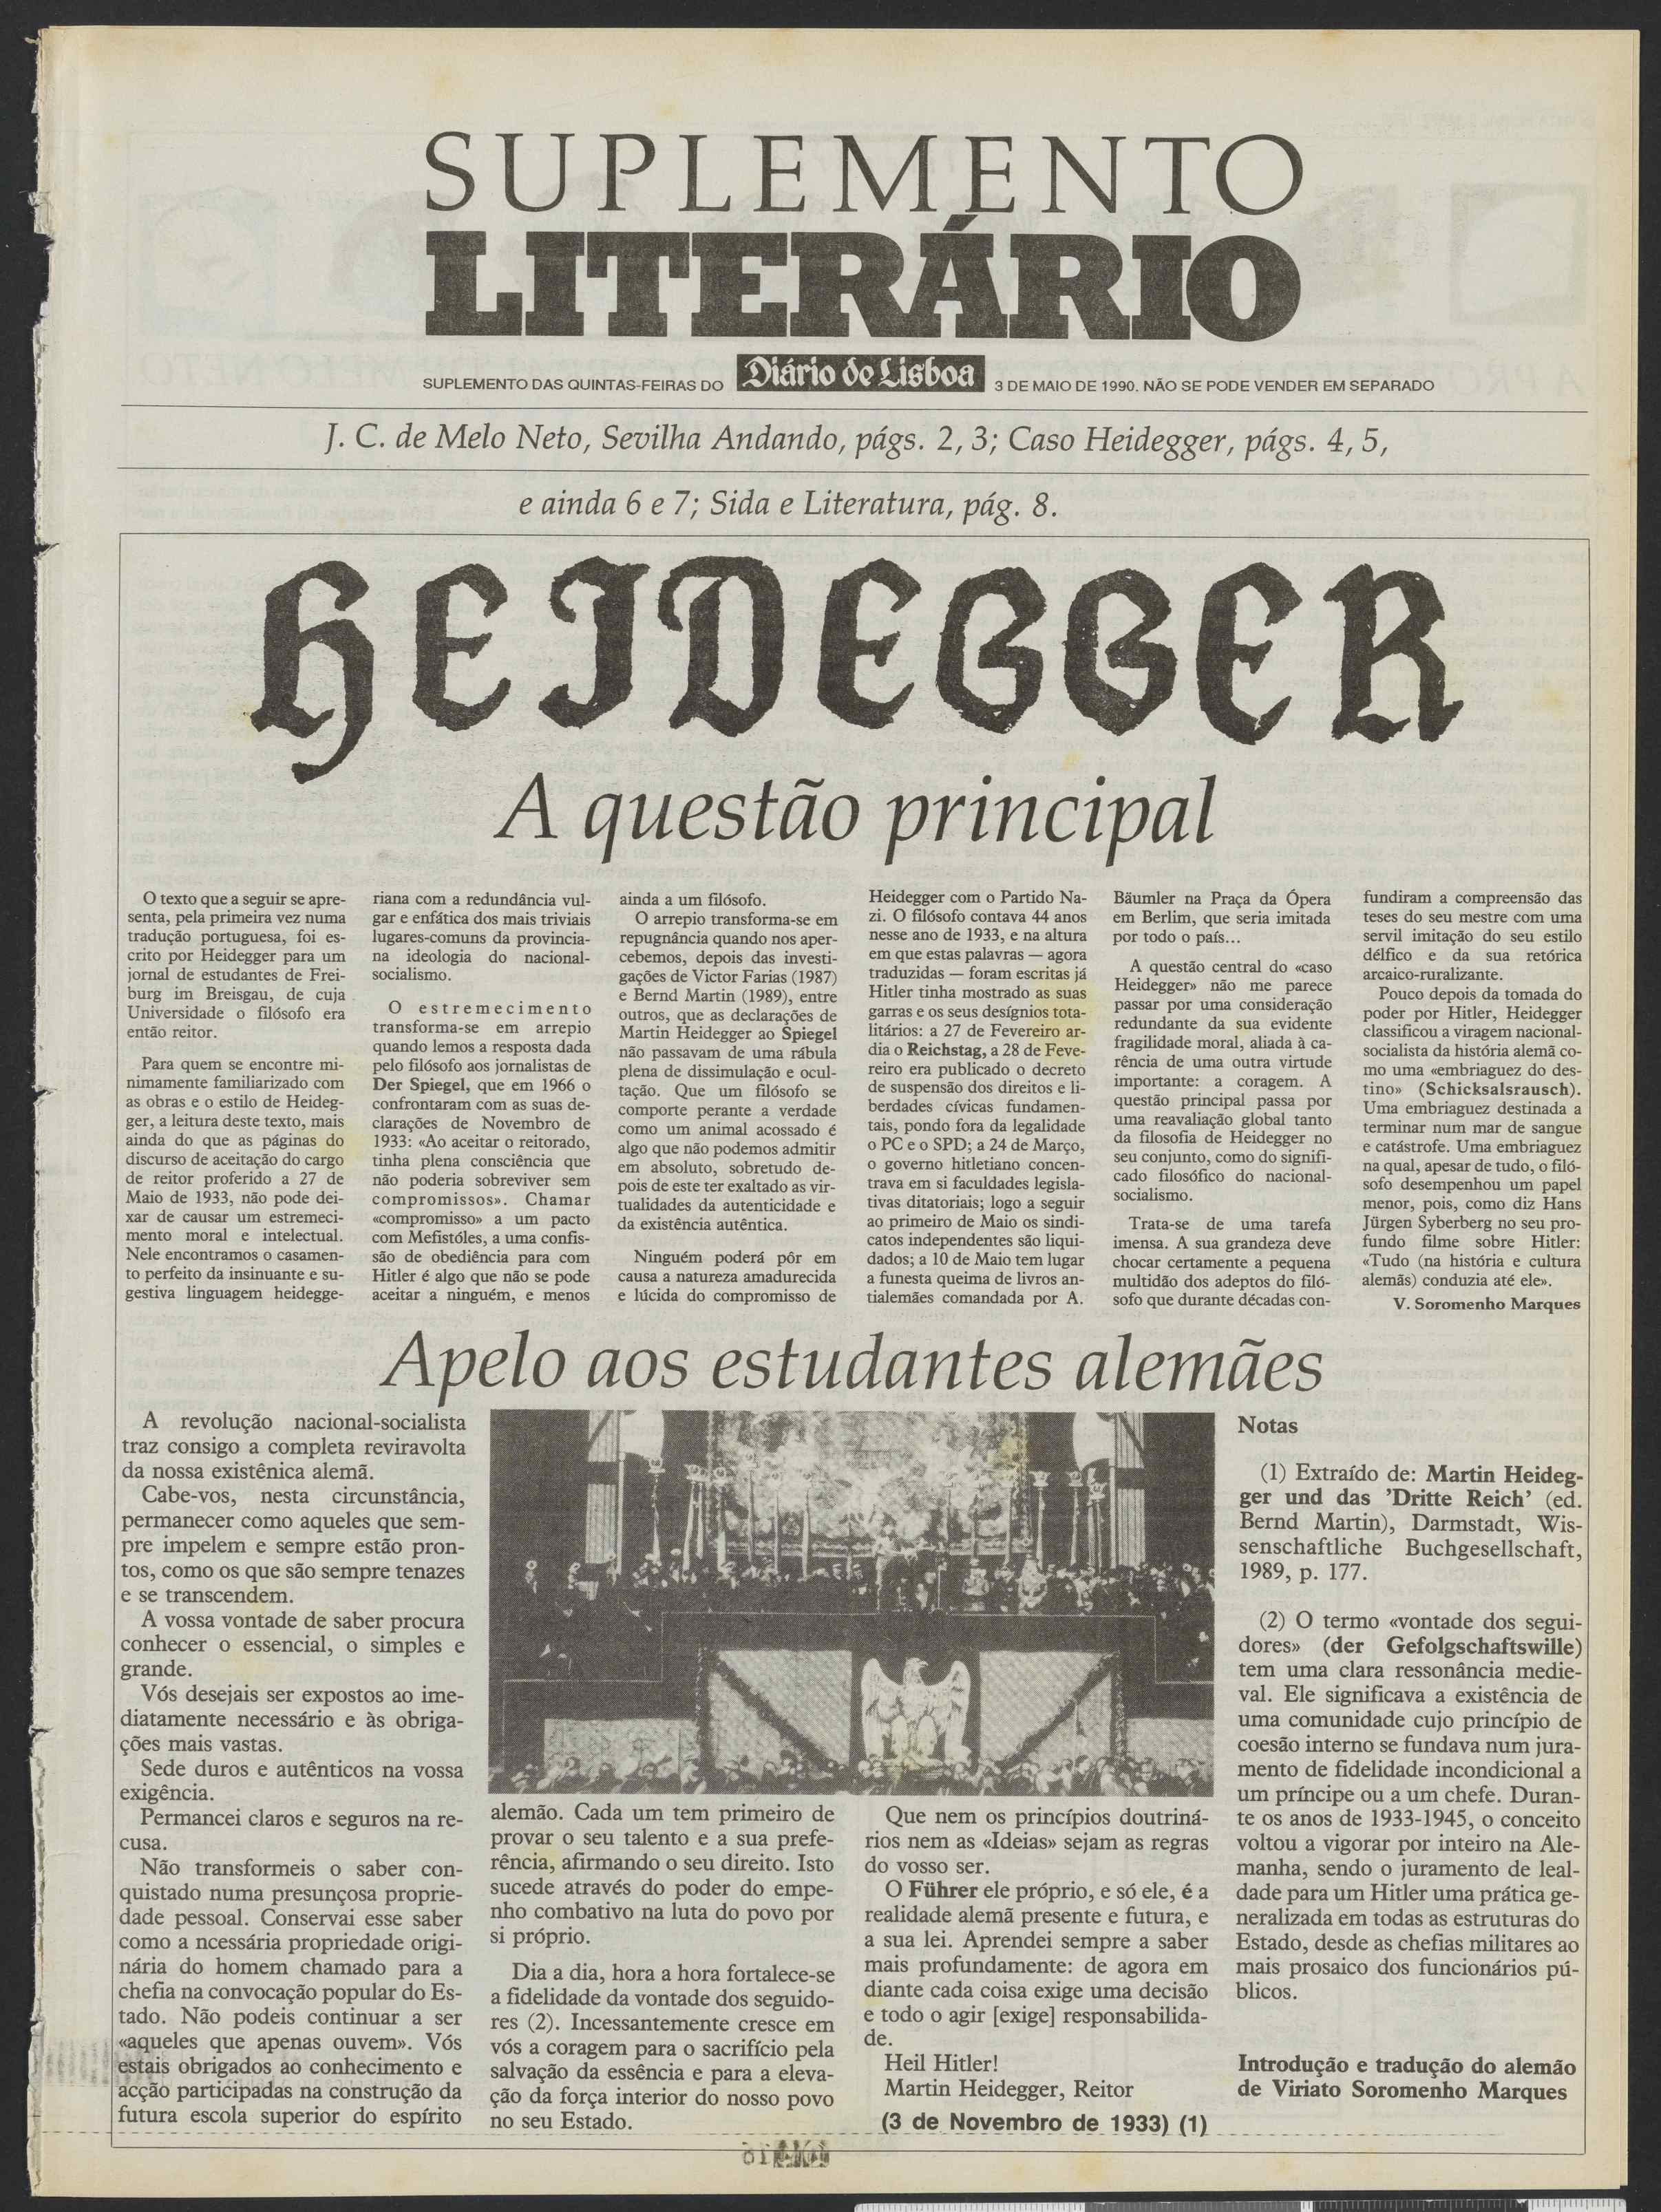 SUPLEMENTO
LITERÁRIO
SUPLEMENTO DAS QUINTAS-FEIRAS DO Diário de Lisboa 3 DE MAIO DE 1990. NÃO SE PODE VENDER EM SEPARADO
J. C. de Melo Neto, Sevilha Andando, págs. 2, 3; Caso Heidegger, págs. 4, 5,
e ainda 6 e 7; Sida e Literatura, pág. 8.
HEIDEGGER
A questão principal
O texto que a seguir se apre-
senta, pela primeira vez numa
tradução portuguesa, foi es-
crito por Heidegger para um
jornal de estudantes de Frei-
burg im Breisgau, de cuja
Universidade o filósofo era
então reitor.
Para quem se encontre mi-
nimamente familiarizado com
as obras e o estilo de Heideg-
ger, a leitura deste texto, mais
ainda do que as páginas do
discurso de aceitação do cargo
de reitor proferido a 27 de
Maio de 1933, não pode dei-
xar de causar um estremeci-
mento moral e intelectual.
Nele encontramos o casamen-
to perfeito da insinuante e su-
gestiva linguagem heidegge-
riana com a redundância vul-
gar e enfática dos mais triviais
lugares-comuns da provincia-
na ideologia do nacional-
socialismo.
O estremecimento
transforma-se em arrepio
quando lemos a resposta dada
pelo filósofo aos jornalistas de
Der Spiegel, que em 1966 o
confrontaram com as suas de-
clarações de Novembro de
1933: «Ao aceitar o reitorado,
tinha plena consciência que
não poderia sobreviver sem
compromissos». Chamar
«compromisso» a um pacto
com Mefistóles, a uma confis-
são de obediência para com
Hitler é algo que não se pode
aceitar a ninguém, e menos
ainda a um filósofo.
O arrepio transforma-se em
repugnância quando nos aper-
cebemos, depois das investi-
gações de Victor Farias (1987)
e Bernd Martin (1989), entre
outros, que as declarações de
Martin Heidegger ao Spiegel
não passavam de uma rábula
plena de dissimulação e ocul-
tação. Que um filósofo se
comporte perante a verdade
como um animal acossado é
algo que não podemos admitir
em absoluto, sobretudo de-
pois de este ter exaltado as vir-
tualidades da autenticidade e
da existência autêntica.
Ninguém poderá pôr em
causa a natureza amadurecida
e lúcida do compromisso de
Heidegger com o Partido Na-
zi. O filósofo contava 44 anos
nesse ano de 1933, e na altura
em que estas palavras — agora
traduzidas — foram escritas já
Hitler tinha mostrado as suas
garras e os seus desígnios tota-
litários: a 27 de Fevereiro ar-
dia o Reichstag, a 28 de Feve-
reiro era publicado o decreto
de suspensão dos direitos e li-
berdades cívicas fundamen-
tais, pondo fora da legalidade
o PC e o SPD; a 24 de Março,
o governo hitletiano concen-
trava em si faculdades legisla-
tivas ditatoriais; logo a seguir
ao primeiro de Maio os sindi-
catos independentes são liqui-
dados; a 10 de Maio tem lugar
a funesta queima de livros an-
tialemães comandada por A.
Bäumler na Praça da Ópera
em Berlim, que seria imitada
por todo o país...
A questão central do «caso
Heidegger» não me parece
passar por uma consideração
redundante da sua evidente
fragilidade moral, aliada à ca-
rência de uma outra virtude
importante: a coragem. A
questão principal passa por
uma reavaliação global tanto
da filosofia de Heidegger no
seu conjunto, como do signifi-
cado filosófico do nacional-
socialismo.
Trata-se de uma tarefa
imensa. A sua grandeza deve
chocar certamente a pequena
multidão dos adeptos do filó-
sofo que durante décadas con-
fundiram a compreensão das
teses do seu mestre com uma
servil imitação do seu estilo
délfico e da sua retórica
arcaico-ruralizante.
Pouco depois da tomada do
poder por Hitler, Heidegger
classificou a viragem nacional-
socialista da história alemã co-
mo uma «embriaguez do des-
tino» (Schicksalsrausch).
Uma embriaguez destinada a
terminar num mar de sangue
e catástrofe. Uma embriaguez
na qual, apesar de tudo, o filó-
sofo desempenhou um papel
menor, pois, como diz Hans
Jürgen Syberberg no seu pro-
fundo filme sobre Hitler:
«Tudo (na história e cultura
alemãs) conduzia até ele».
V. Soromenho Marques
Apelo aos estudantes alemães
A revolução nacional-socialista
traz consigo a completa reviravolta
da nossa existênica alemã.
Cabe-vos, nesta circunstância,
permanecer como aqueles que sem-
pre impelem e sempre estão pron-
tos, como os que são sempre tenazes
e se transcendem.
A vossa vontade de saber procura
conhecer o essencial, o simples e
grande.
Vós desejais ser expostos ao ime-
diatamente necessário e às obriga-
ções mais vastas.
Sede duros e autênticos na vossa
exigência.
Permancei claros e seguros na re-
cusa.
Não transformeis o saber con-
quistado numa presunçosa proprie-
dade pessoal. Conservai esse saber
como a ncessária propriedade origi-
nária do homem chamado para a
chefia na convocação popular do Es-
tado. Não podeis continuar a ser
«aqueles que apenas ouvem». Vós
estais obrigados ao conhecimento e
acção participadas na construção da
futura escola superior do espírito
alemão. Cada um tem primeiro de
provar o seu talento e a sua prefe-
rência, afirmando o seu direito. Isto
sucede através do poder do empe-
nho combativo na luta do povo por
si próprio.
Dia a dia, hora a hora fortalece-se
a fidelidade da vontade dos seguido-
res (2). Incessantemente cresce em
vós a coragem para o sacrifício pela
salvação da essência e para a eleva-
ção da força interior do nosso povo
no seu Estado.
Que nem os princípios doutriná-
rios nem as «Ideias» sejam as regras
do vosso ser.
O Führer ele próprio, e só ele, é a
realidade alemã presente e futura, e
a sua lei. Aprendei sempre a saber
mais profundamente: de agora em
diante cada coisa exige uma decisão
e todo o agir [exige] responsabilida-
de.
Heil Hitler!
Martin Heidegger, Reitor
(3 de Novembro de 1933) (1)
Notas
(1) Extraído de: Martin Heideg-
ger und das 'Dritte Reich' (ed.
Bernd Martin), Darmstadt, Wis-
senschaftliche Buchgesellschaft,
1989, p. 177.
(2) O termo «vontade dos segui-
dores» (der Gefolgschaftswille)
tem uma clara ressonância medie-
val. Ele significava a existência de
uma comunidade cujo princípio de
coesão interno se fundava num jura-
mento de fidelidade incondicional a
um príncipe ou a um chefe. Duran-
te os anos de 1933-1945, o conceito
voltou a vigorar por inteiro na Ale-
manha, sendo o juramento de leal-
dade para um Hitler uma prática ge-
neralizada em todas as estruturas do
Estado, desde as chefias militares ao
mais prosaico dos funcionários pú-
blicos.
Introdução e tradução do alemão
de Viriato Soromenho Marques